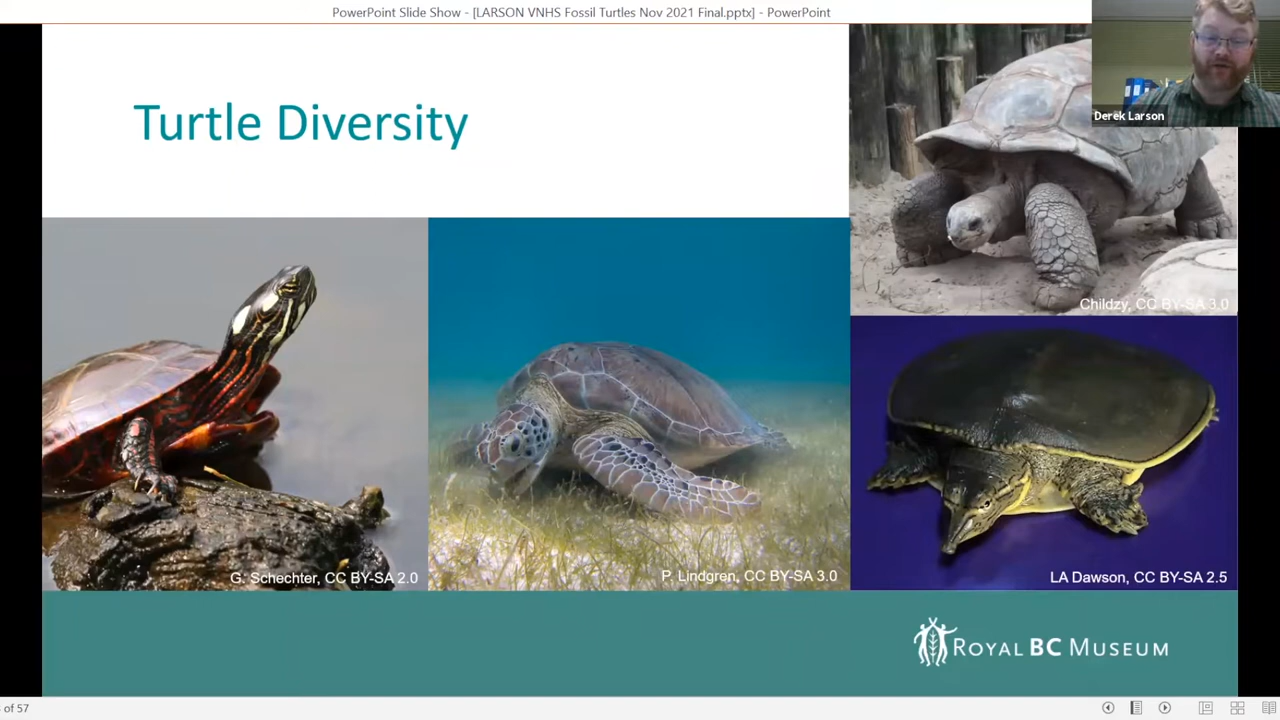 PowerPoint Slide Show - [LARSON VNHS Fossil Turtles Nov 2021 Final.pptx] - PowerPoint
Turtle Diversity
Derek Larson
Childzy, CC BY-SA 3.0
G. Schechter, CC BY-SA 2.0
P. Lindgren, CC BY-SA 3.0
LA Dawson, CC BY-SA 2.5
ROYAL BC MUSEUM
of 57